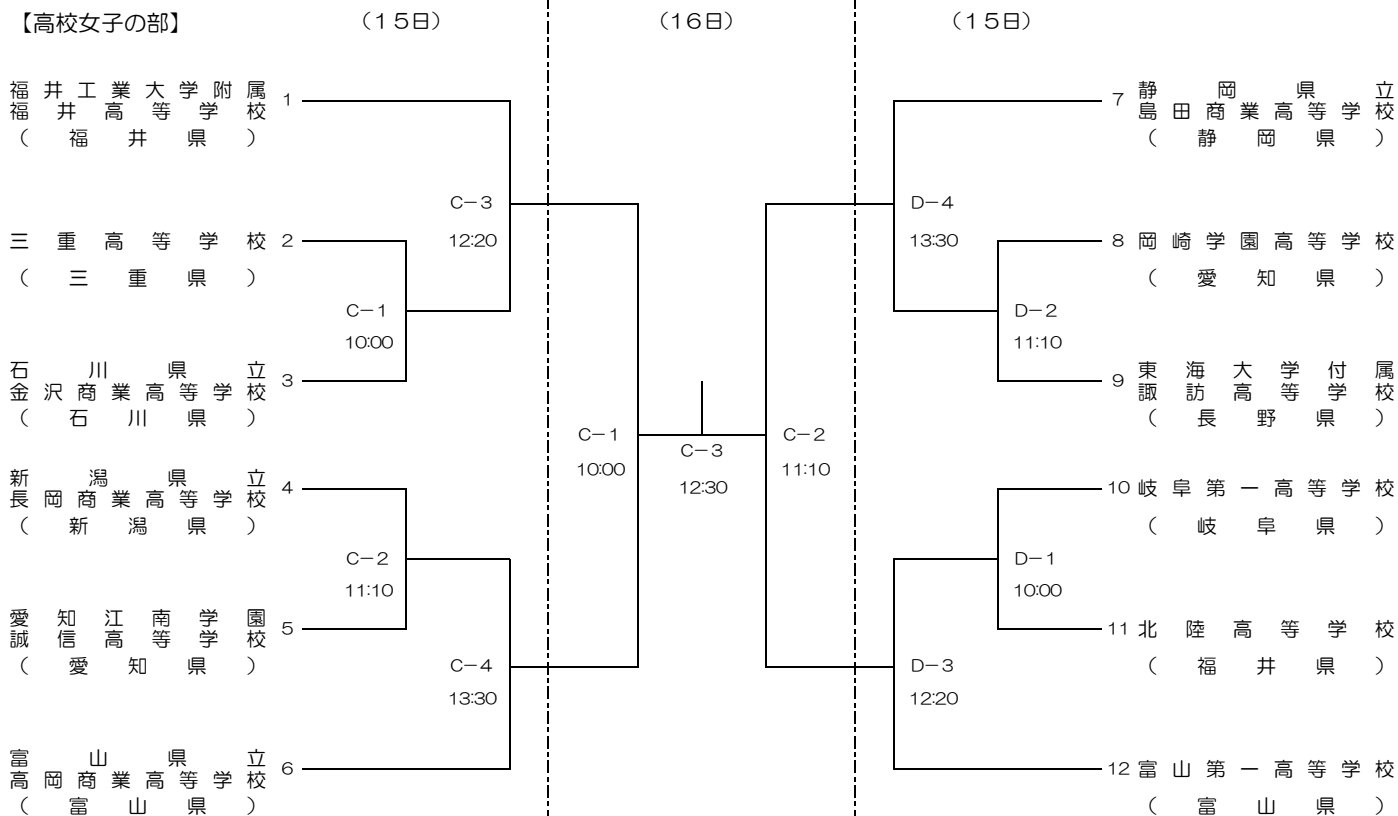 【高校女子の部】 （１５日） （１６日） （１５日）
福井工業大学附属
福井高等学校
（福井県）
1
三重高等学校
（三重県）
2
石川県立
金沢商業高等学校
（石川県）
3
新潟県立
長岡商業高等学校
（新潟県）
4
愛知江南学園
誠信高等学校
（愛知県）
5
富山県立
高岡商業高等学校
（富山県）
6
C－1
10:00
C－2
11:10
C－3
12:20
C－4
13:30
C－1
10:00
C－3
12:30
C－2
11:10
D－4
13:30
D－3
12:20
D－2
11:10
D－1
10:00
7
静岡県立
島田商業高等学校
（静岡県）
8
岡崎学園高等学校
（愛知県）
9
東海大学付属
諏訪高等学校
（長野県）
10
岐阜第一高等学校
（岐阜県）
11
北陸高等学校
（福井県）
12
富山第一高等学校
（富山県）